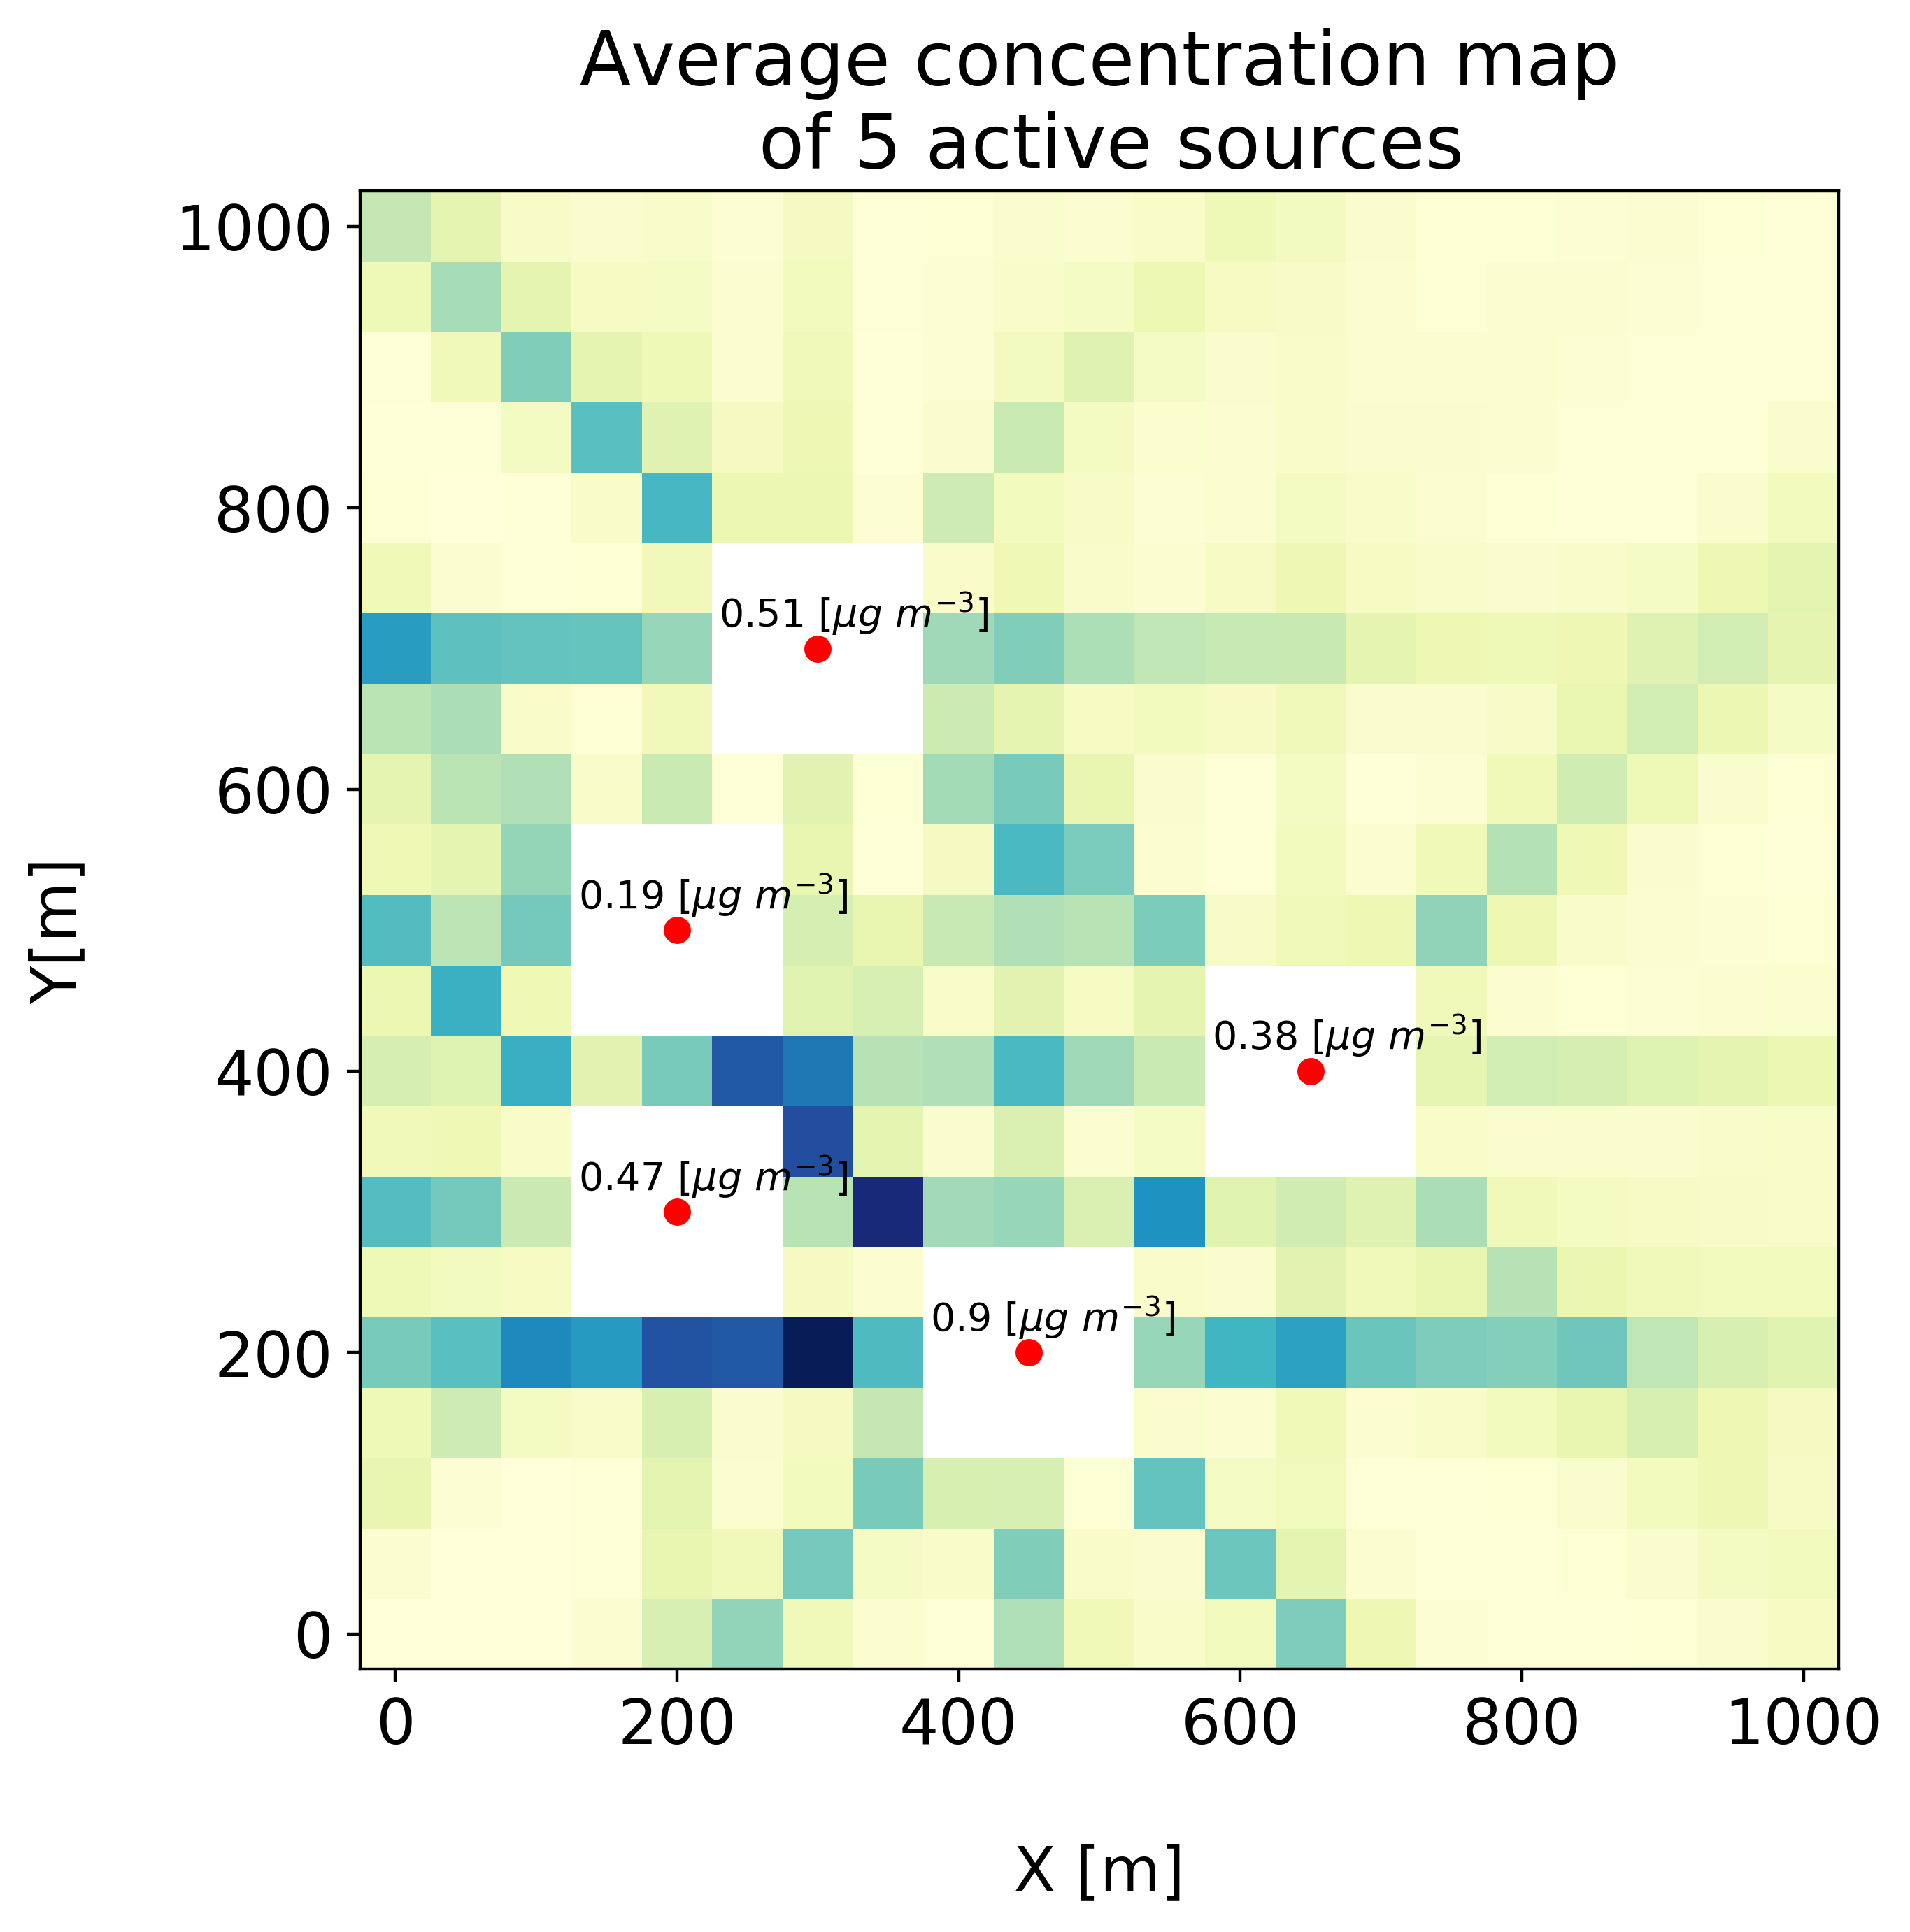 Average concentration map
of 5 active sources
1000
800
600
400
200
0
Y[m]
0.51 [μg m⁻³]
0.19 [μg m⁻³]
0.38 [μg m⁻³]
0.47 [μg m⁻³]
0.9 [μg m⁻³]
0 200 400 600 800 1000
X [m]